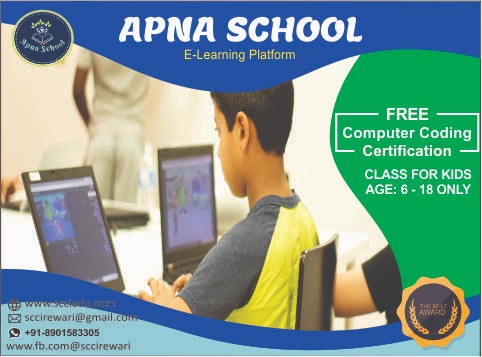 Apna School
APNA SCHOOL
E-Learning Platform
FREE
Computer Coding
Certification
CLASS FOR KIDS
AGE: 6 - 18 ONLY
sccirewari@gmail.com
+91-8901583305
www.fb.com@sccirewari
THE BEST
AWARD